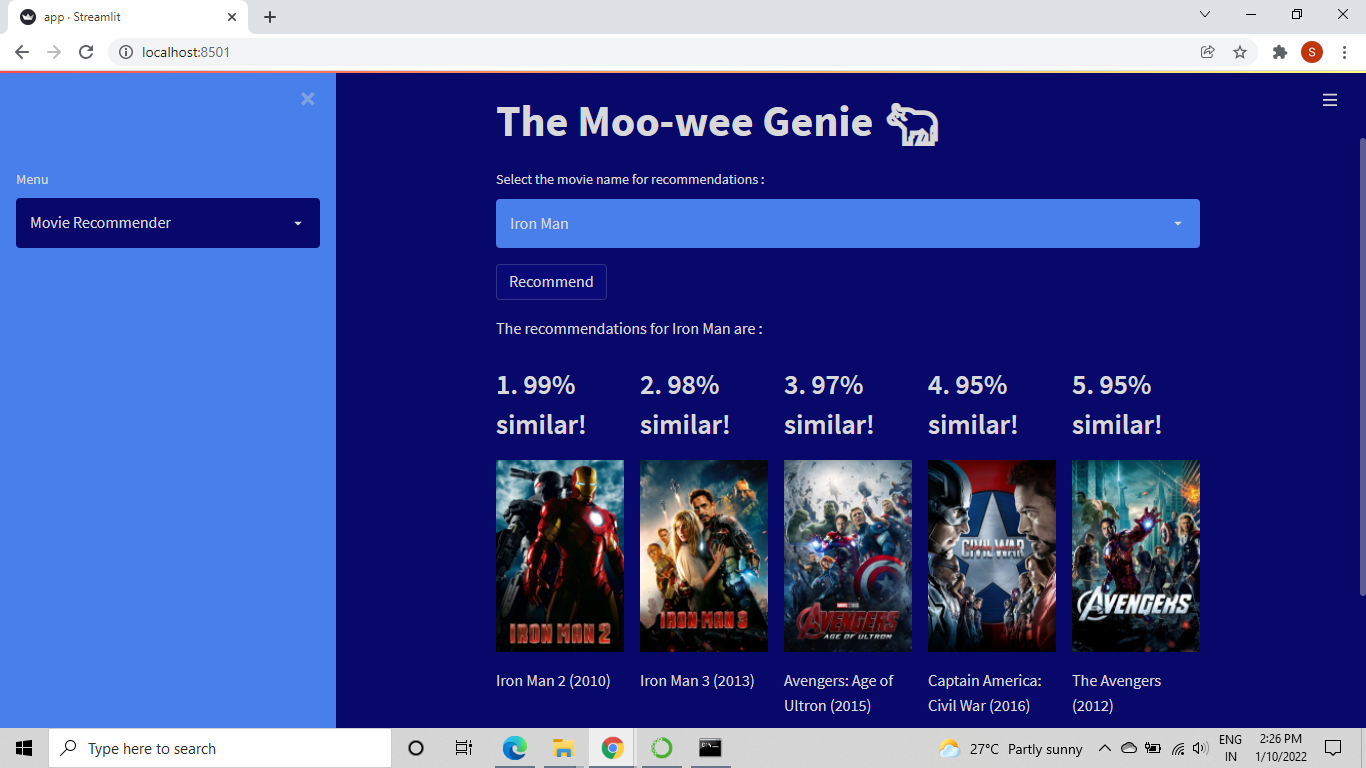 app · Streamlit
localhost:8501
S
The Moo-wee Genie
Menu
Select the movie name for recommendations :
Movie Recommender
Iron Man
Recommend
The recommendations for Iron Man are :
1. 99%
similar!
2. 98%
similar!
3. 97%
similar!
4. 95%
similar!
5. 95%
similar!
IRON MAN 2
IRON MAN 3
AVENGERS
AGE OF ULTRON
CIVIL WAR
AVENGERS
Iron Man 2 (2010)
Iron Man 3 (2013)
Avengers: Age of
Ultron (2015)
Captain America:
Civil War (2016)
The Avengers
(2012)
Type here to search
27°C Partly sunny
ENG
IN
2:26 PM
1/10/2022